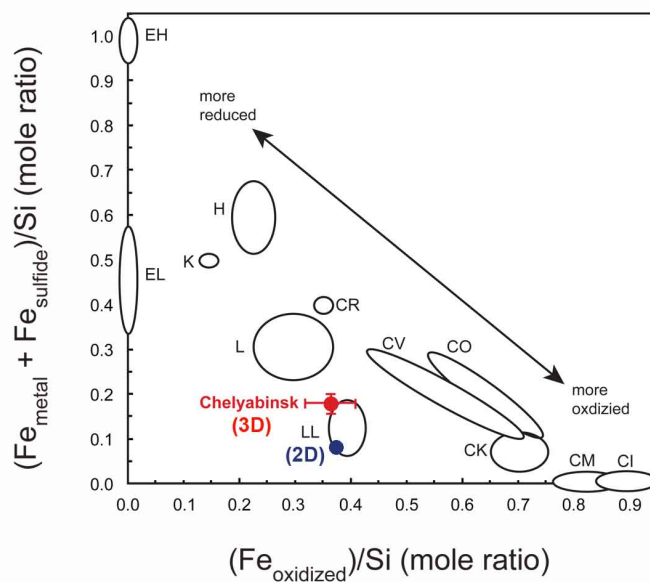 (Fe_metal + Fe_sulfide)/Si (mole ratio)
1.0
0.9
0.8
0.7
0.6
0.5
0.4
0.3
0.2
0.1
0.0
EH
more
reduced
H
K
EL
CR
L
CV
CO
Chelyabinsk
(3D)
LL
(2D)
more
oxdizied
CK
CM
CI
0.0
0.1
0.2
0.3
0.4
0.5
0.6
0.7
0.8
0.9
(Fe_oxidized)/Si (mole ratio)